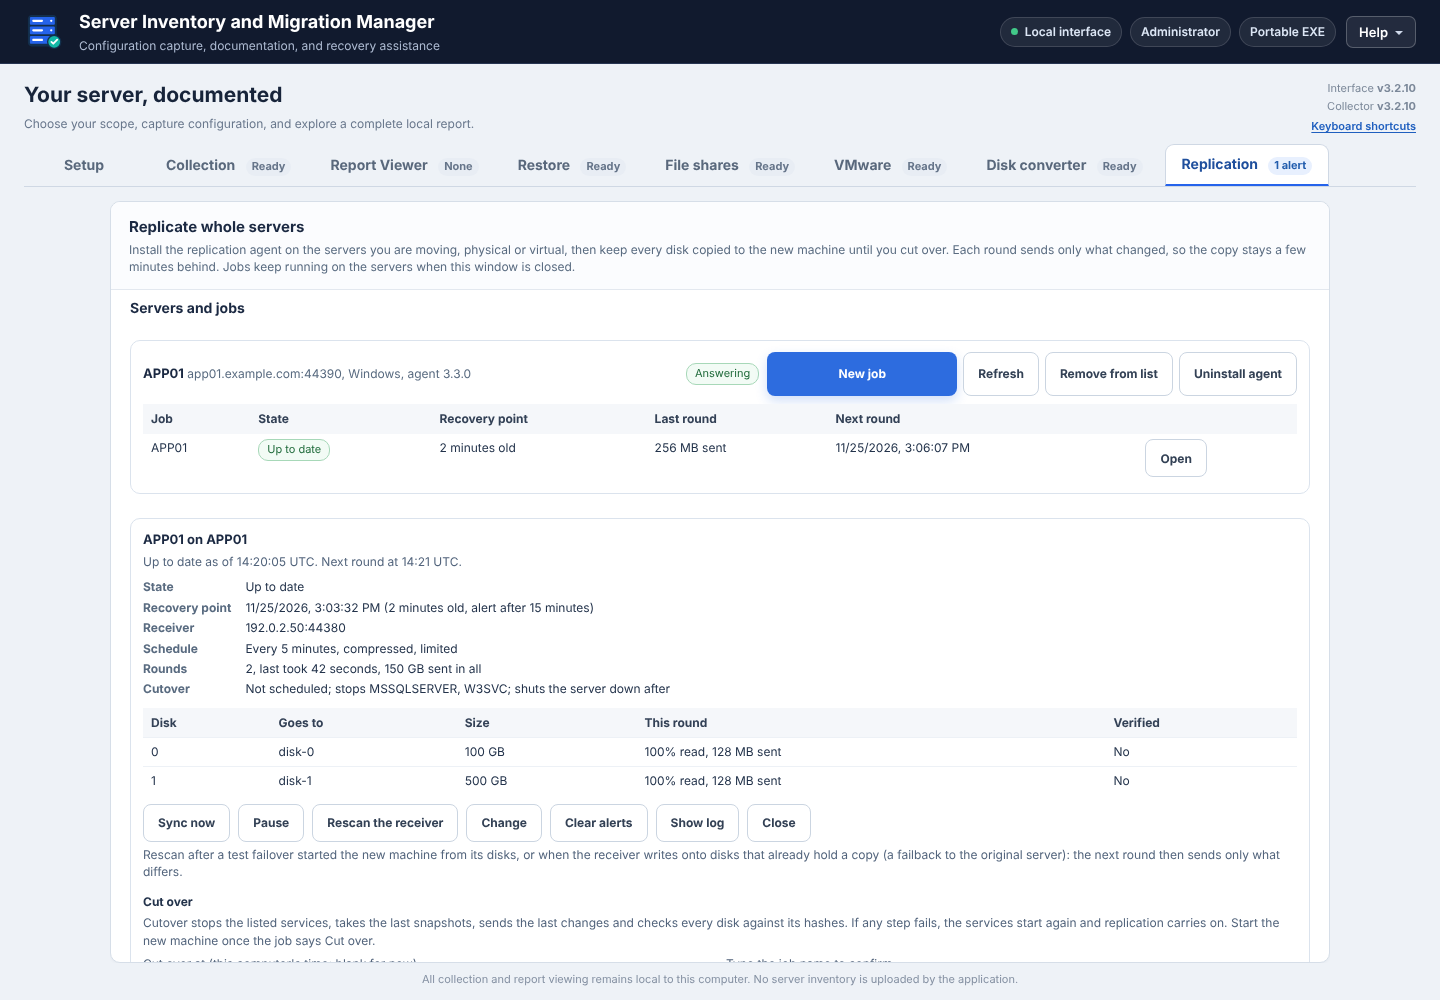 Server Inventory and Migration Manager
Configuration capture, documentation, and recovery assistance
Local interface
Administrator
Portable EXE
Help
Your server, documented
Choose your scope, capture configuration, and explore a complete local report.
Interface v3.2.10
Collector v3.2.10
Keyboard shortcuts
Setup
Collection Ready
Report Viewer None
Restore Ready
File shares Ready
VMware Ready
Disk converter Ready
Replication 1 alert
Replicate whole servers
Install the replication agent on the servers you are moving, physical or virtual, then keep every disk copied to the new machine until you cut over. Each round sends only what changed, so the copy stays a few
minutes behind. Jobs keep running on the servers when this window is closed.
Servers and jobs
APP01 app01.example.com:44390, Windows, agent 3.3.0
Answering
New job
Refresh
Remove from list
Uninstall agent
Job State Recovery point Last round Next round
APP01 Up to date 2 minutes old 256 MB sent 11/25/2026, 3:06:07 PM Open
APP01 on APP01
Up to date as of 14:20:05 UTC. Next round at 14:21 UTC.
State Up to date
Recovery point 11/25/2026, 3:03:32 PM (2 minutes old, alert after 15 minutes)
Receiver 192.0.2.50:44380
Schedule Every 5 minutes, compressed, limited
Rounds 2, last took 42 seconds, 150 GB sent in all
Cutover Not scheduled; stops MSSQLSERVER, W3SVC; shuts the server down after
Disk Goes to Size This round Verified
0 disk-0 100 GB 100% read, 128 MB sent No
1 disk-1 500 GB 100% read, 128 MB sent No
Sync now
Pause
Rescan the receiver
Change
Clear alerts
Show log
Close
Rescan after a test failover started the new machine from its disks, or when the receiver writes onto disks that already hold a copy (a failback to the original server): the next round then sends only what
differs.
Cut over
Cutover stops the listed services, takes the last snapshots, sends the last changes and checks every disk against its hashes. If any step fails, the services start again and replication carries on. Start the
new machine once the job says Cut over.
Cut over at (this computer's time, blank for now)
Type the job name to confirm
All collection and report viewing remains local to this computer. No server inventory is uploaded by the application.